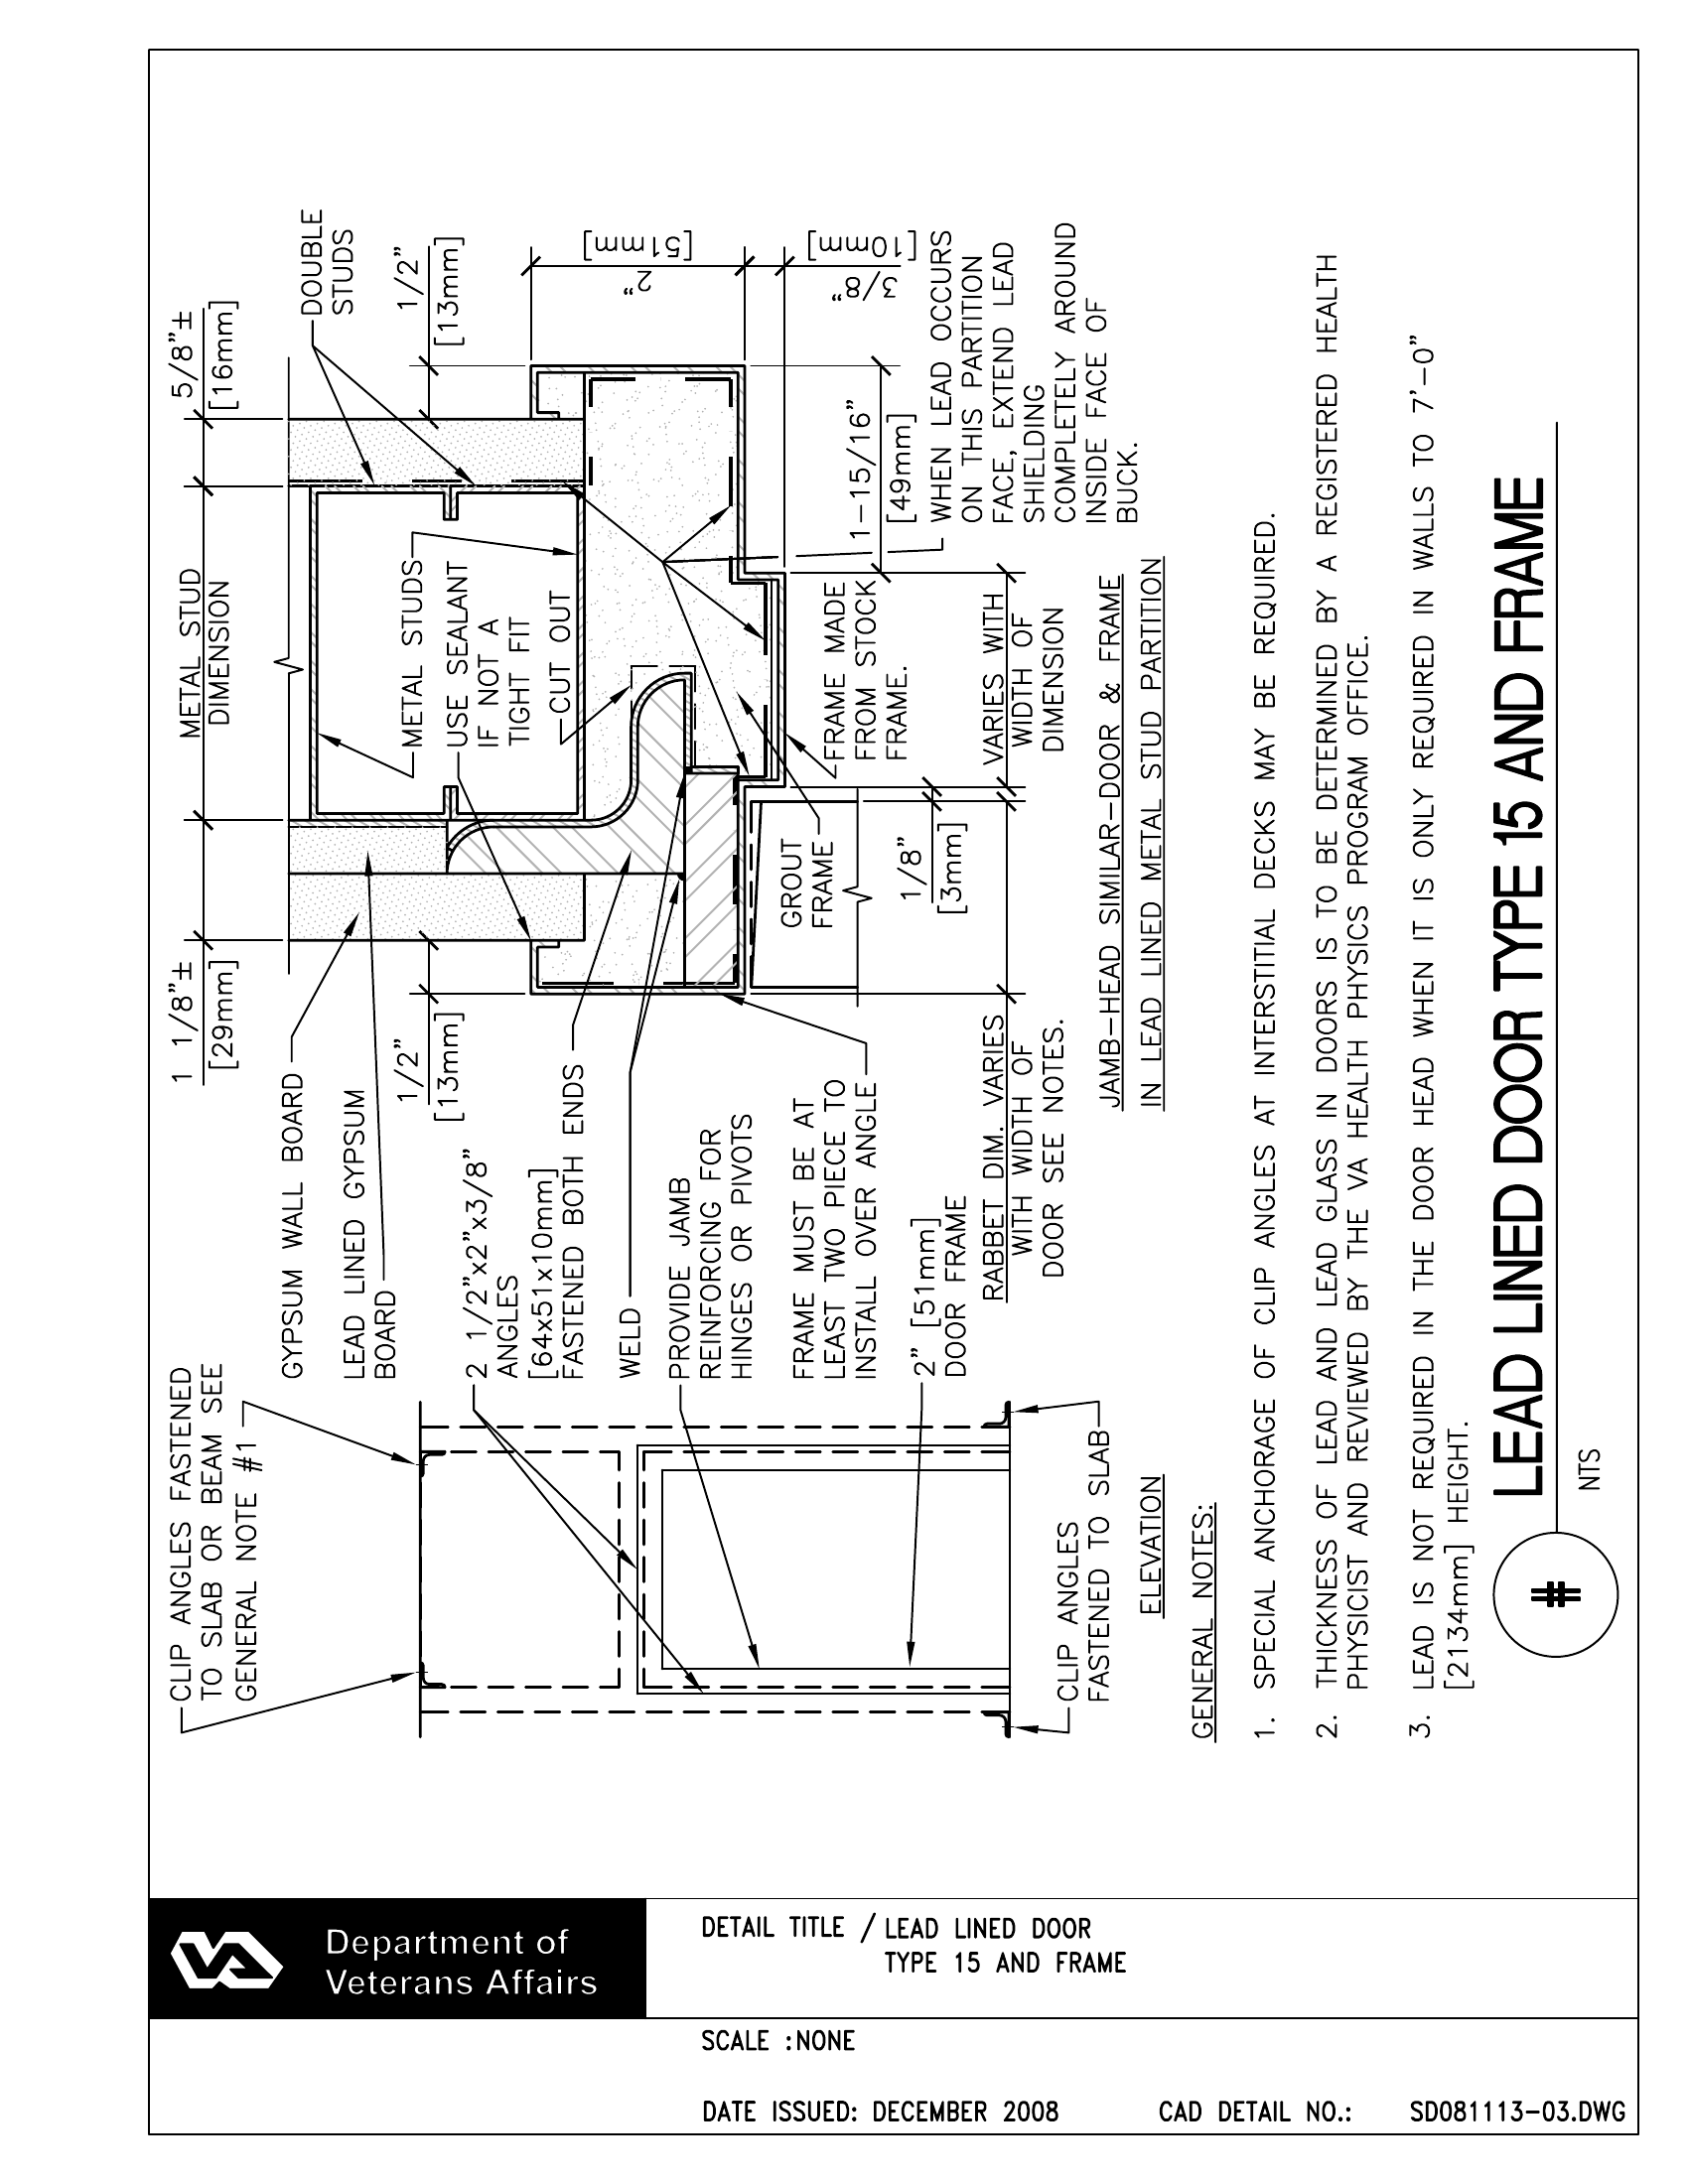 CLIP ANGLES FASTENED
TO SLAB OR BEAM SEE
GENERAL NOTE #1
GYPSUM WALL BOARD
LEAD LINED GYPSUM
BOARD
2 1/2"x2"x3/8"
ANGLES
[64x51x10mm]
FASTENED BOTH ENDS
WELD
PROVIDE JAMB
REINFORCING FOR
HINGES OR PIVOTS
FRAME MUST BE AT
LEAST TWO PIECE TO
INSTALL OVER ANGLE
2" [51mm]
DOOR FRAME
CLIP ANGLES
FASTENED TO SLAB
ELEVATION
1 1/8"±
[29mm]
METAL STUD
DIMENSION
5/8"±
[16mm]
DOUBLE
STUDS
1/2"
[13mm]
1/2"
[13mm]
METAL STUDS
USE SEALANT
IF NOT A
TIGHT FIT
CUT OUT
2"
[51mm]
3/8"
[10mm]
1-15/16"
[49mm]
WHEN LEAD OCCURS
ON THIS PARTITION
FACE, EXTEND LEAD
SHIELDING
COMPLETELY AROUND
INSIDE FACE OF
BUCK.
GROUT
FRAME
FRAME MADE
FROM STOCK
FRAME.
1/8"
[3mm]
RABBET DIM. VARIES
WITH WIDTH OF
DOOR SEE NOTES.
VARIES WITH
WIDTH OF
DIMENSION
JAMB-HEAD SIMILAR-DOOR & FRAME
IN LEAD LINED METAL STUD PARTITION
GENERAL NOTES:
1. SPECIAL ANCHORAGE OF CLIP ANGLES AT INTERSTITIAL DECKS MAY BE REQUIRED.
2. THICKNESS OF LEAD AND LEAD GLASS IN DOORS IS TO BE DETERMINED BY A REGISTERED HEALTH
PHYSICIST AND REVIEWED BY THE VA HEALTH PHYSICS PROGRAM OFFICE.
3. LEAD IS NOT REQUIRED IN THE DOOR HEAD WHEN IT IS ONLY REQUIRED IN WALLS TO 7'-0"
[2134mm] HEIGHT.
#
LEAD LINED DOOR TYPE 15 AND FRAME
NTS
VA
Department of
Veterans Affairs
DETAIL TITLE / LEAD LINED DOOR
TYPE 15 AND FRAME
SCALE :NONE
DATE ISSUED: DECEMBER 2008
CAD DETAIL NO.: SD081113-03.DWG